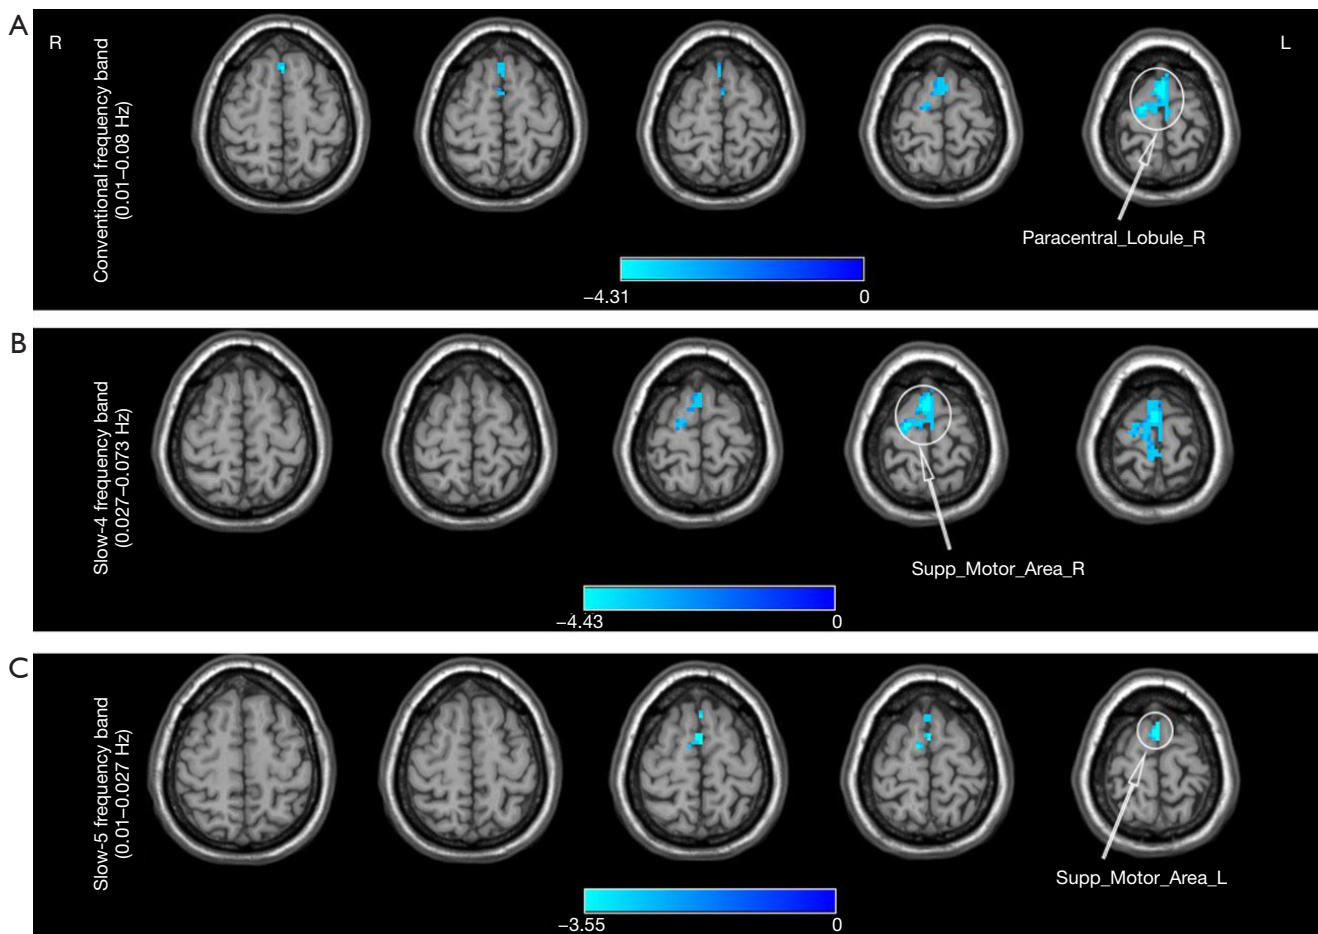 A
R
L
Conventional frequency band
(0.01–0.08 Hz)
Paracentral_Lobule_R
−4.31
0
B
Slow-4 frequency band
(0.027–0.073 Hz)
Supp_Motor_Area_R
−4.43
0
C
Slow-5 frequency band
(0.01–0.027 Hz)
Supp_Motor_Area_L
−3.55
0